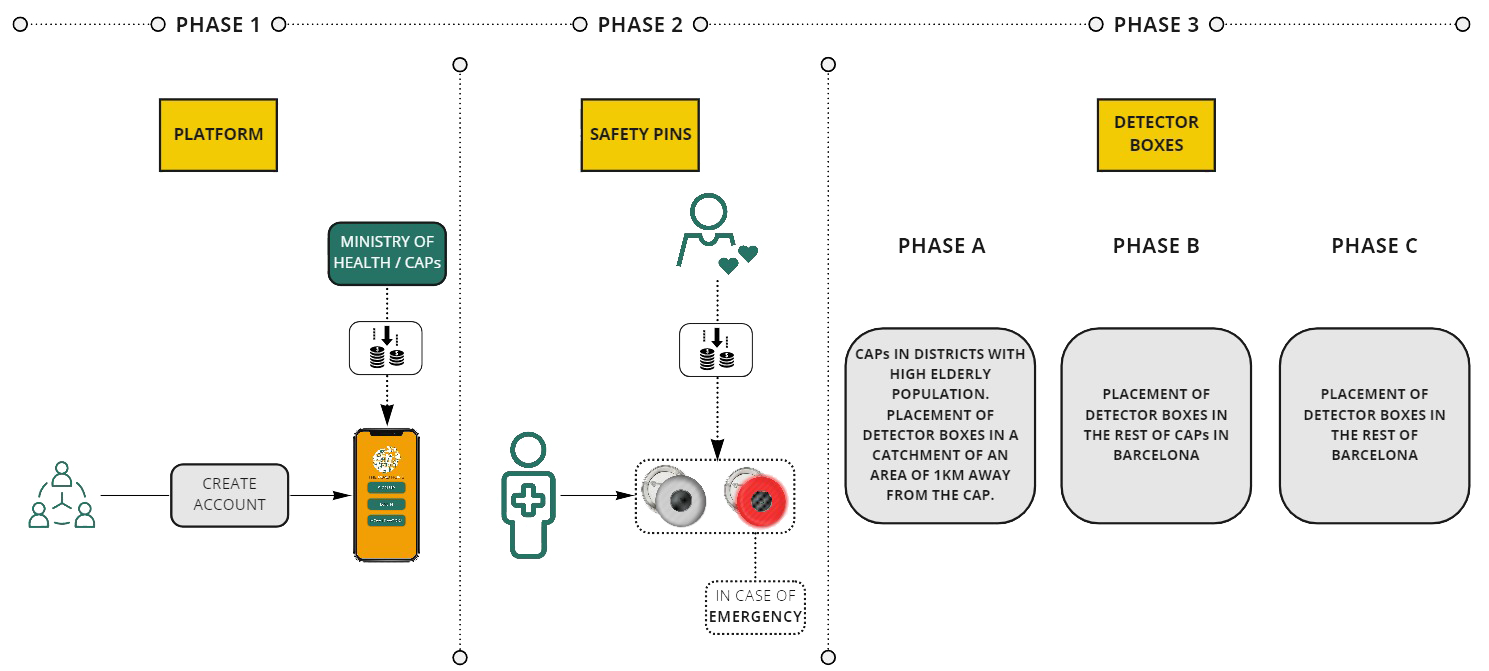 PHASE 1
PHASE 2
PHASE 3
PLATFORM
SAFETY PINS
DETECTOR
BOXES
MINISTRY OF
HEALTH / CAPs
CREATE
ACCOUNT
IN CASE OF
EMERGENCY
PHASE A
PHASE B
PHASE C
CAPs IN DISTRICTS WITH
HIGH ELDERLY
POPULATION.
PLACEMENT OF
DETECTOR BOXES IN A
CATCHMENT OF AN
AREA OF 1KM AWAY
FROM THE CAP.
PLACEMENT OF
DETECTOR BOXES IN
THE REST OF CAPs IN
BARCELONA
PLACEMENT OF
DETECTOR BOXES IN
THE REST OF
BARCELONA